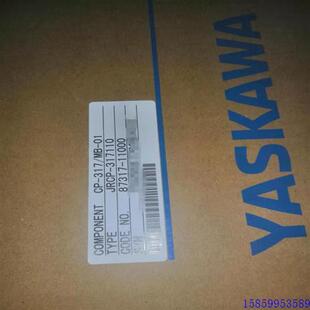 COMPONENT CP-317/MB-01
TYPE JRCP-317110
CODE NO. 87317-11000
YASKAWA
15859953589